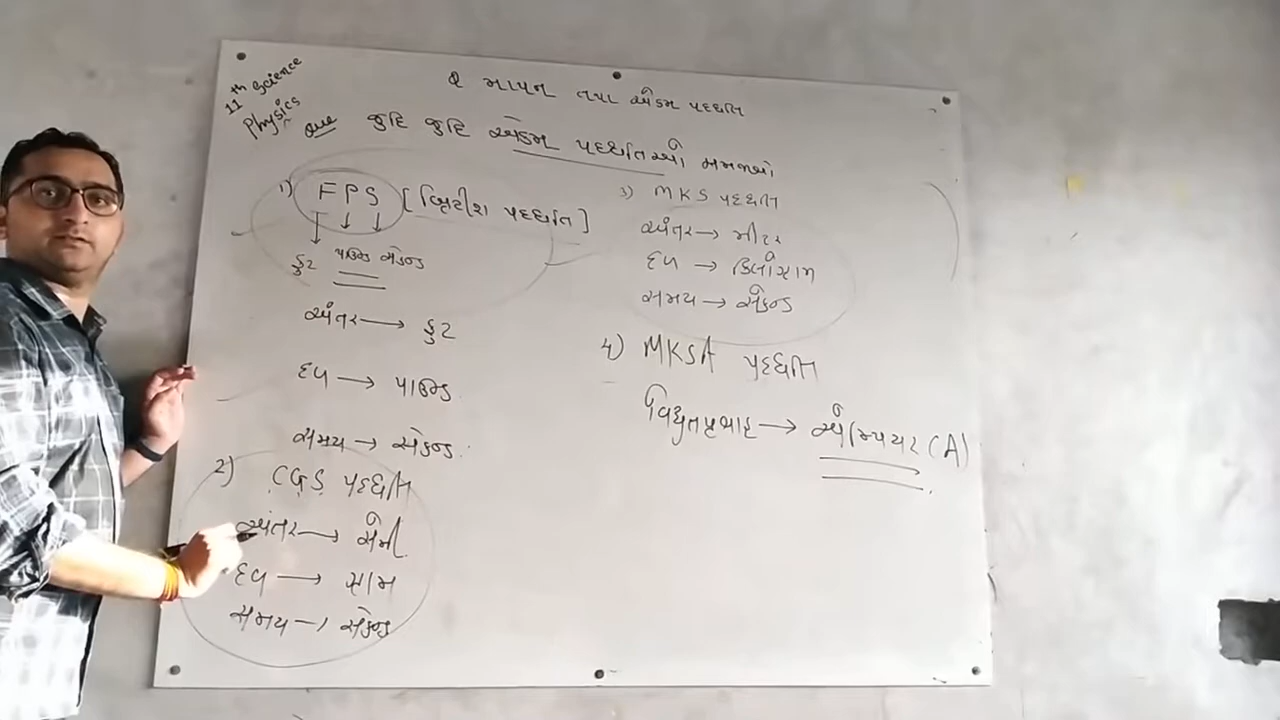 11th Science
Physics
૨ માપન તથા એકમ પદ્ધતિ
Que જુદિ જુદિ એકમ પદ્ધતિઓ સમજાવો
1) FPS [બ્રિટીશ પદ્ધતિ]
ફુટ પાઉન્ડ સેકન્ડ
અંતર → ફુટ
દળ → પાઉન્ડ
સમય → સેકન્ડ
2) CGS પદ્ધતિ
અંતર → સેમી
દળ → ગ્રામ
સમય → સેકન્ડ
૩) MKS પદ્ધતિ
અંતર → મીટર
દળ → કિલોગ્રામ
સમય → સેકન્ડ
૪) MKSA પદ્ધતિ
વિદ્યુતપ્રવાહ → એમ્પિયર (A)